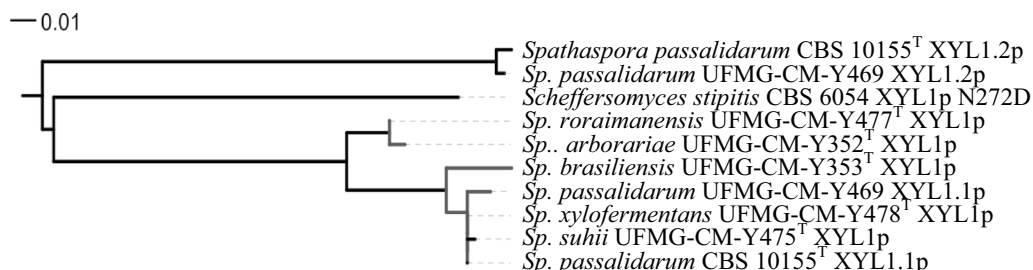 0.01
Spathaspora passalidarum CBS 10155ᵀ XYL1.2p
Sp. passalidarum UFMG-CM-Y469 XYL1.2p
Scheffersomyces stipitis CBS 6054 XYL1p N272D
Sp. roraimanensis UFMG-CM-Y477ᵀ XYL1p
Sp.. arborariae UFMG-CM-Y352ᵀ XYL1p
Sp. brasiliensis UFMG-CM-Y353ᵀ XYL1p
Sp. passalidarum UFMG-CM-Y469 XYL1.1p
Sp. xylofermentans UFMG-CM-Y478ᵀ XYL1p
Sp. suhii UFMG-CM-Y475ᵀ XYL1p
Sp. passalidarum CBS 10155ᵀ XYL1.1p